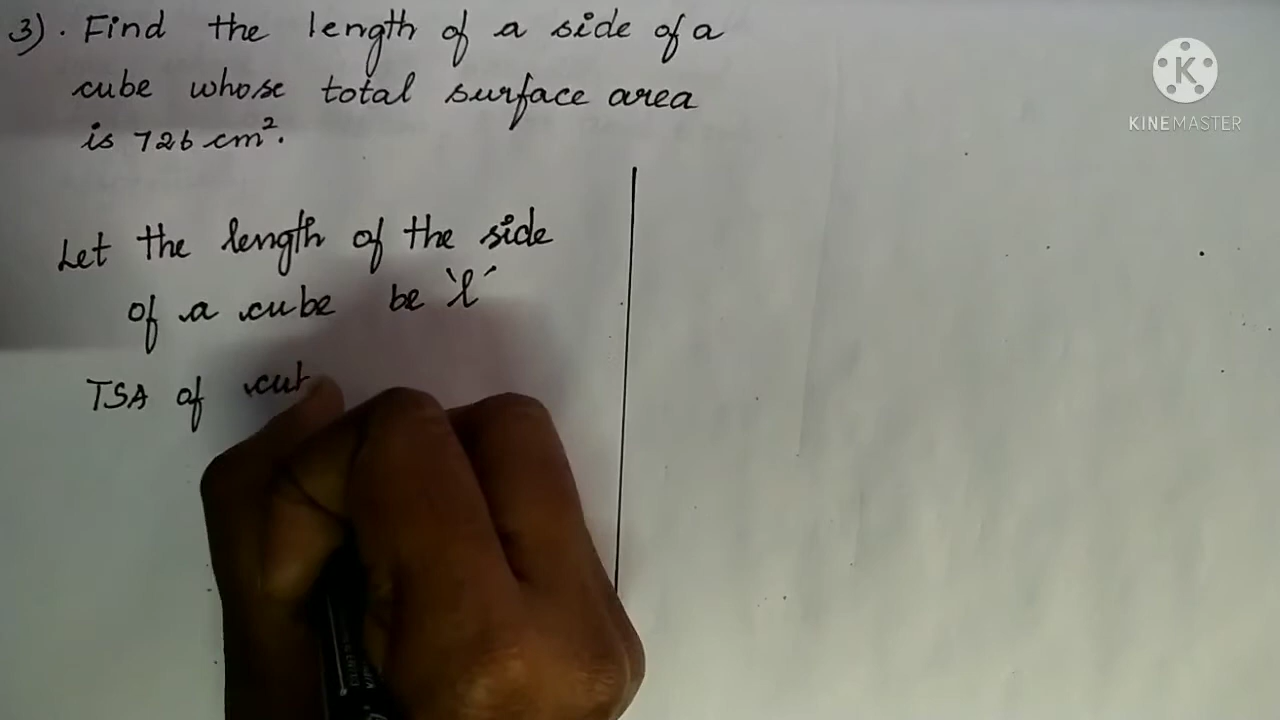 3). Find the length of a side of a
cube whose total surface area
is 726 cm².
Let the length of the side
of a cube be 'l'
TSA of
K
KINEMASTER